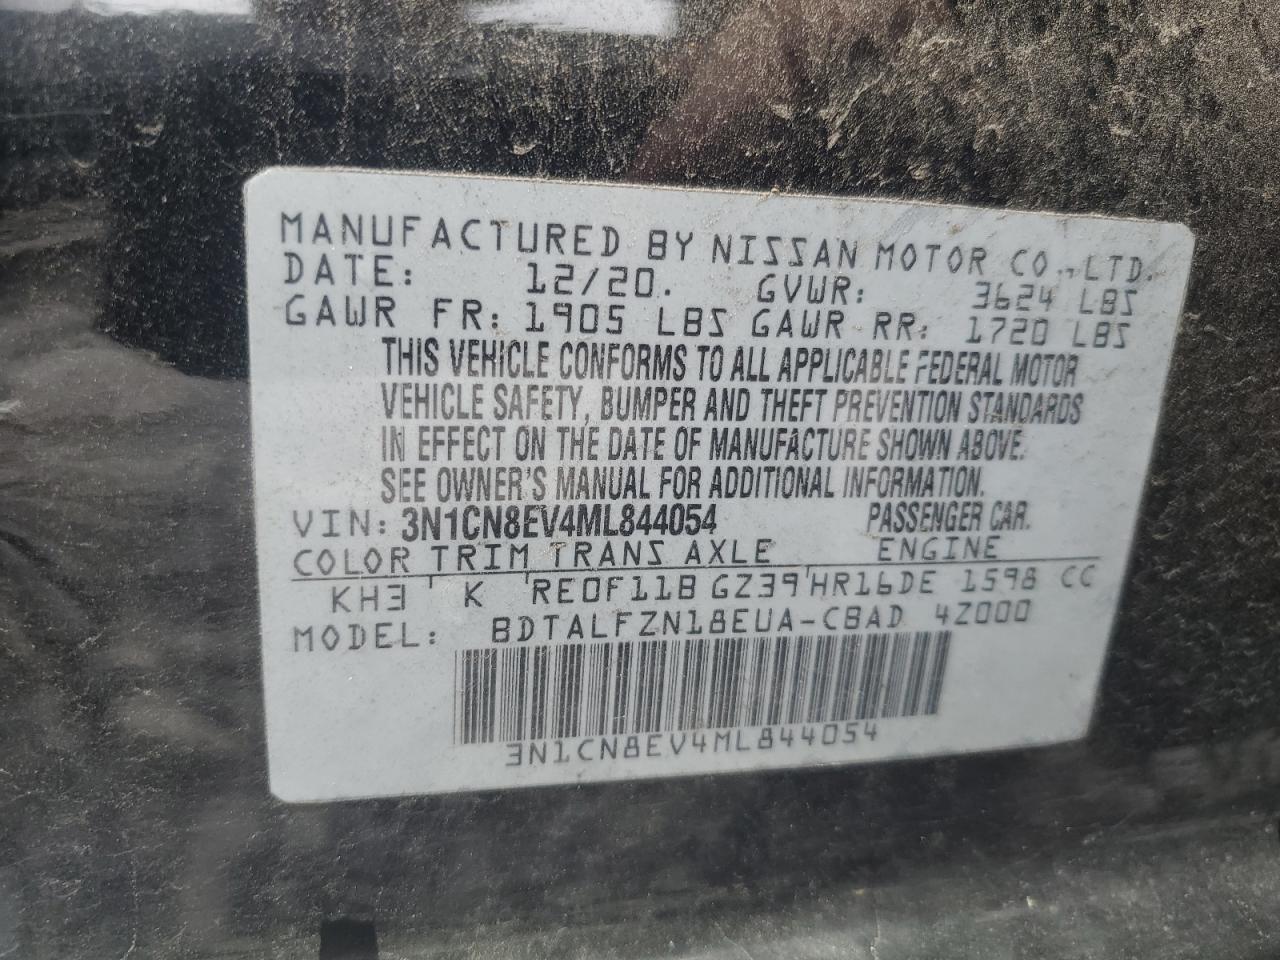 MANUFACTURED BY NISSAN MOTOR CO., LTD.
DATE: 12/20. GVWR: 3624 LBS
GAWR FR: 1905 LBS GAWR RR: 1720 LBS
THIS VEHICLE CONFORMS TO ALL APPLICABLE FEDERAL MOTOR
VEHICLE SAFETY, BUMPER AND THEFT PREVENTION STANDARDS
IN EFFECT ON THE DATE OF MANUFACTURE SHOWN ABOVE.
SEE OWNER'S MANUAL FOR ADDITIONAL INFORMATION.
VIN: 3N1CN8EV4ML844054 PASSENGER CAR.
COLOR TRIM TRANS AXLE ENGINE
KH3 K RE0F11B GZ39 HR16DE 1598 CC
MODEL: BDTALFZN18EUA-CBAD 4Z000
3N1CN8EV4ML844054